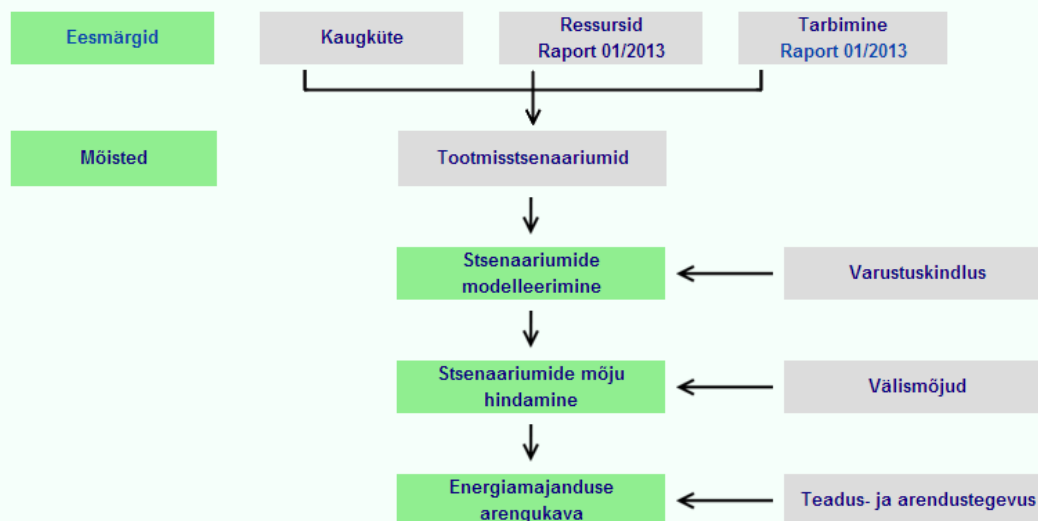 Eesmärgid
Kaugküte
Ressursid
Raport 01/2013
Tarbimine
Raport 01/2013
Mõisted
Tootmisstsenaariumid
Stsenaariumide
modelleerimine
Varustuskindlus
Stsenaariumide mõju
hindamine
Välismõjud
Energiamajanduse
arengukava
Teadus- ja arendustegevus